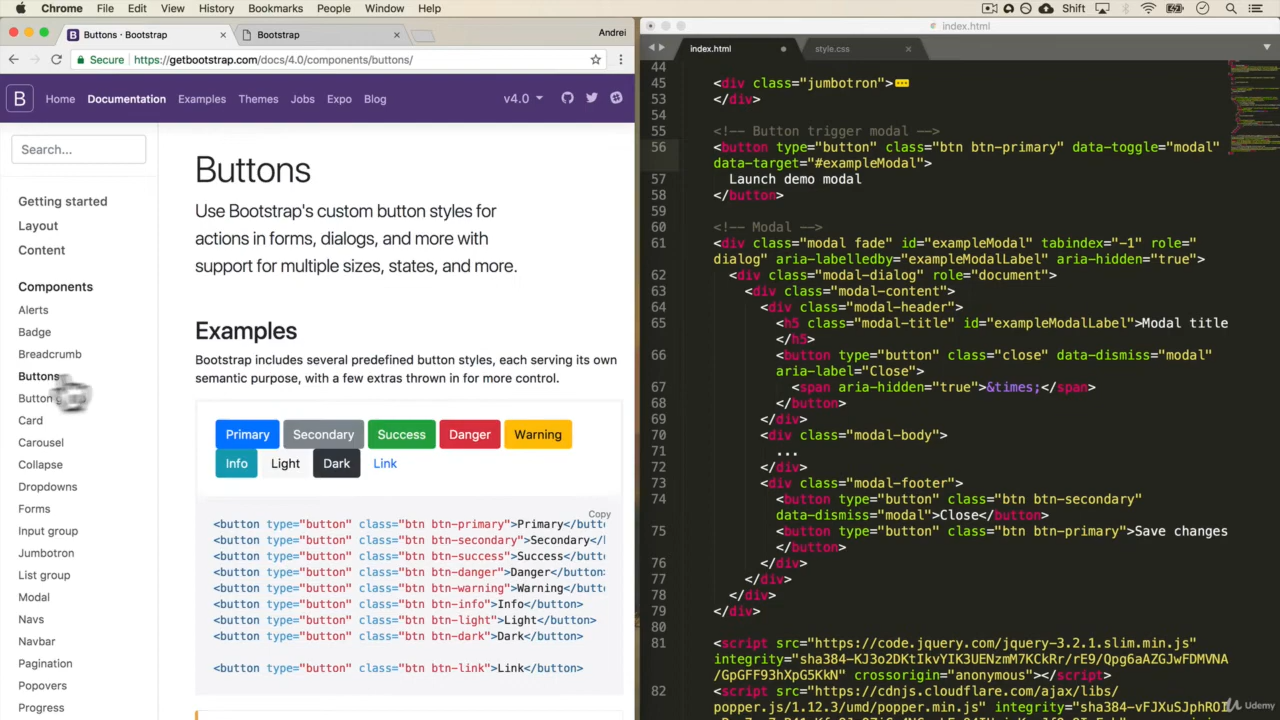 Chrome File Edit View History Bookmarks People Window Help Shift
Buttons · Bootstrap × Bootstrap × Andrei
Secure https://getbootstrap.com/docs/4.0/components/buttons/
B Home Documentation Examples Themes Jobs Expo Blog v4.0
Search...
Getting started
Layout
Content
Components
Alerts
Badge
Breadcrumb
Buttons
Button
Card
Carousel
Collapse
Dropdowns
Forms
Input group
Jumbotron
List group
Modal
Navs
Navbar
Pagination
Popovers
Progress
Buttons
Use Bootstrap's custom button styles for
actions in forms, dialogs, and more with
support for multiple sizes, states, and more.
Examples
Bootstrap includes several predefined button styles, each serving its own
semantic purpose, with a few extras thrown in for more control.
Primary Secondary Success Danger Warning
Info Light Dark Link
Copy
<button type="button" class="btn btn-primary">Primary</butt
<button type="button" class="btn btn-secondary">Secondary</
<button type="button" class="btn btn-success">Success</butt
<button type="button" class="btn btn-danger">Danger</button
<button type="button" class="btn btn-warning">Warning</butt
<button type="button" class="btn btn-info">Info</button>
<button type="button" class="btn btn-light">Light</button>
<button type="button" class="btn btn-dark">Dark</button>
<button type="button" class="btn btn-link">Link</button>
index.html
index.html style.css ×
44
45 <div class="jumbotron">
53 </div>
54
55 <!-- Button trigger modal -->
56 <button type="button" class="btn btn-primary" data-toggle="modal"
data-target="#exampleModal">
57 Launch demo modal
58 </button>
59
60 <!-- Modal -->
61 <div class="modal fade" id="exampleModal" tabindex="-1" role="
dialog" aria-labelledby="exampleModalLabel" aria-hidden="true">
62 <div class="modal-dialog" role="document">
63 <div class="modal-content">
64 <div class="modal-header">
65 <h5 class="modal-title" id="exampleModalLabel">Modal title
</h5>
66 <button type="button" class="close" data-dismiss="modal"
aria-label="Close">
67 <span aria-hidden="true">&times;</span>
68 </button>
69 </div>
70 <div class="modal-body">
71 ...
72 </div>
73 <div class="modal-footer">
74 <button type="button" class="btn btn-secondary"
data-dismiss="modal">Close</button>
75 <button type="button" class="btn btn-primary">Save changes
</button>
76 </div>
77 </div>
78 </div>
79 </div>
80
81 <script src="https://code.jquery.com/jquery-3.2.1.slim.min.js"
integrity="sha384-KJ3o2DKtIkvYIK3UENzmM7KCkRr/rE9/Qpg6aAZGJwFDMVNA
/GpGFF93hXpG5KkN" crossorigin="anonymous"></script>
82 <script src="https://cdnjs.cloudflare.com/ajax/libs/
popper.js/1.12.3/umd/popper.min.js" integrity="sha384-vFJXuSJphROI
Udemy